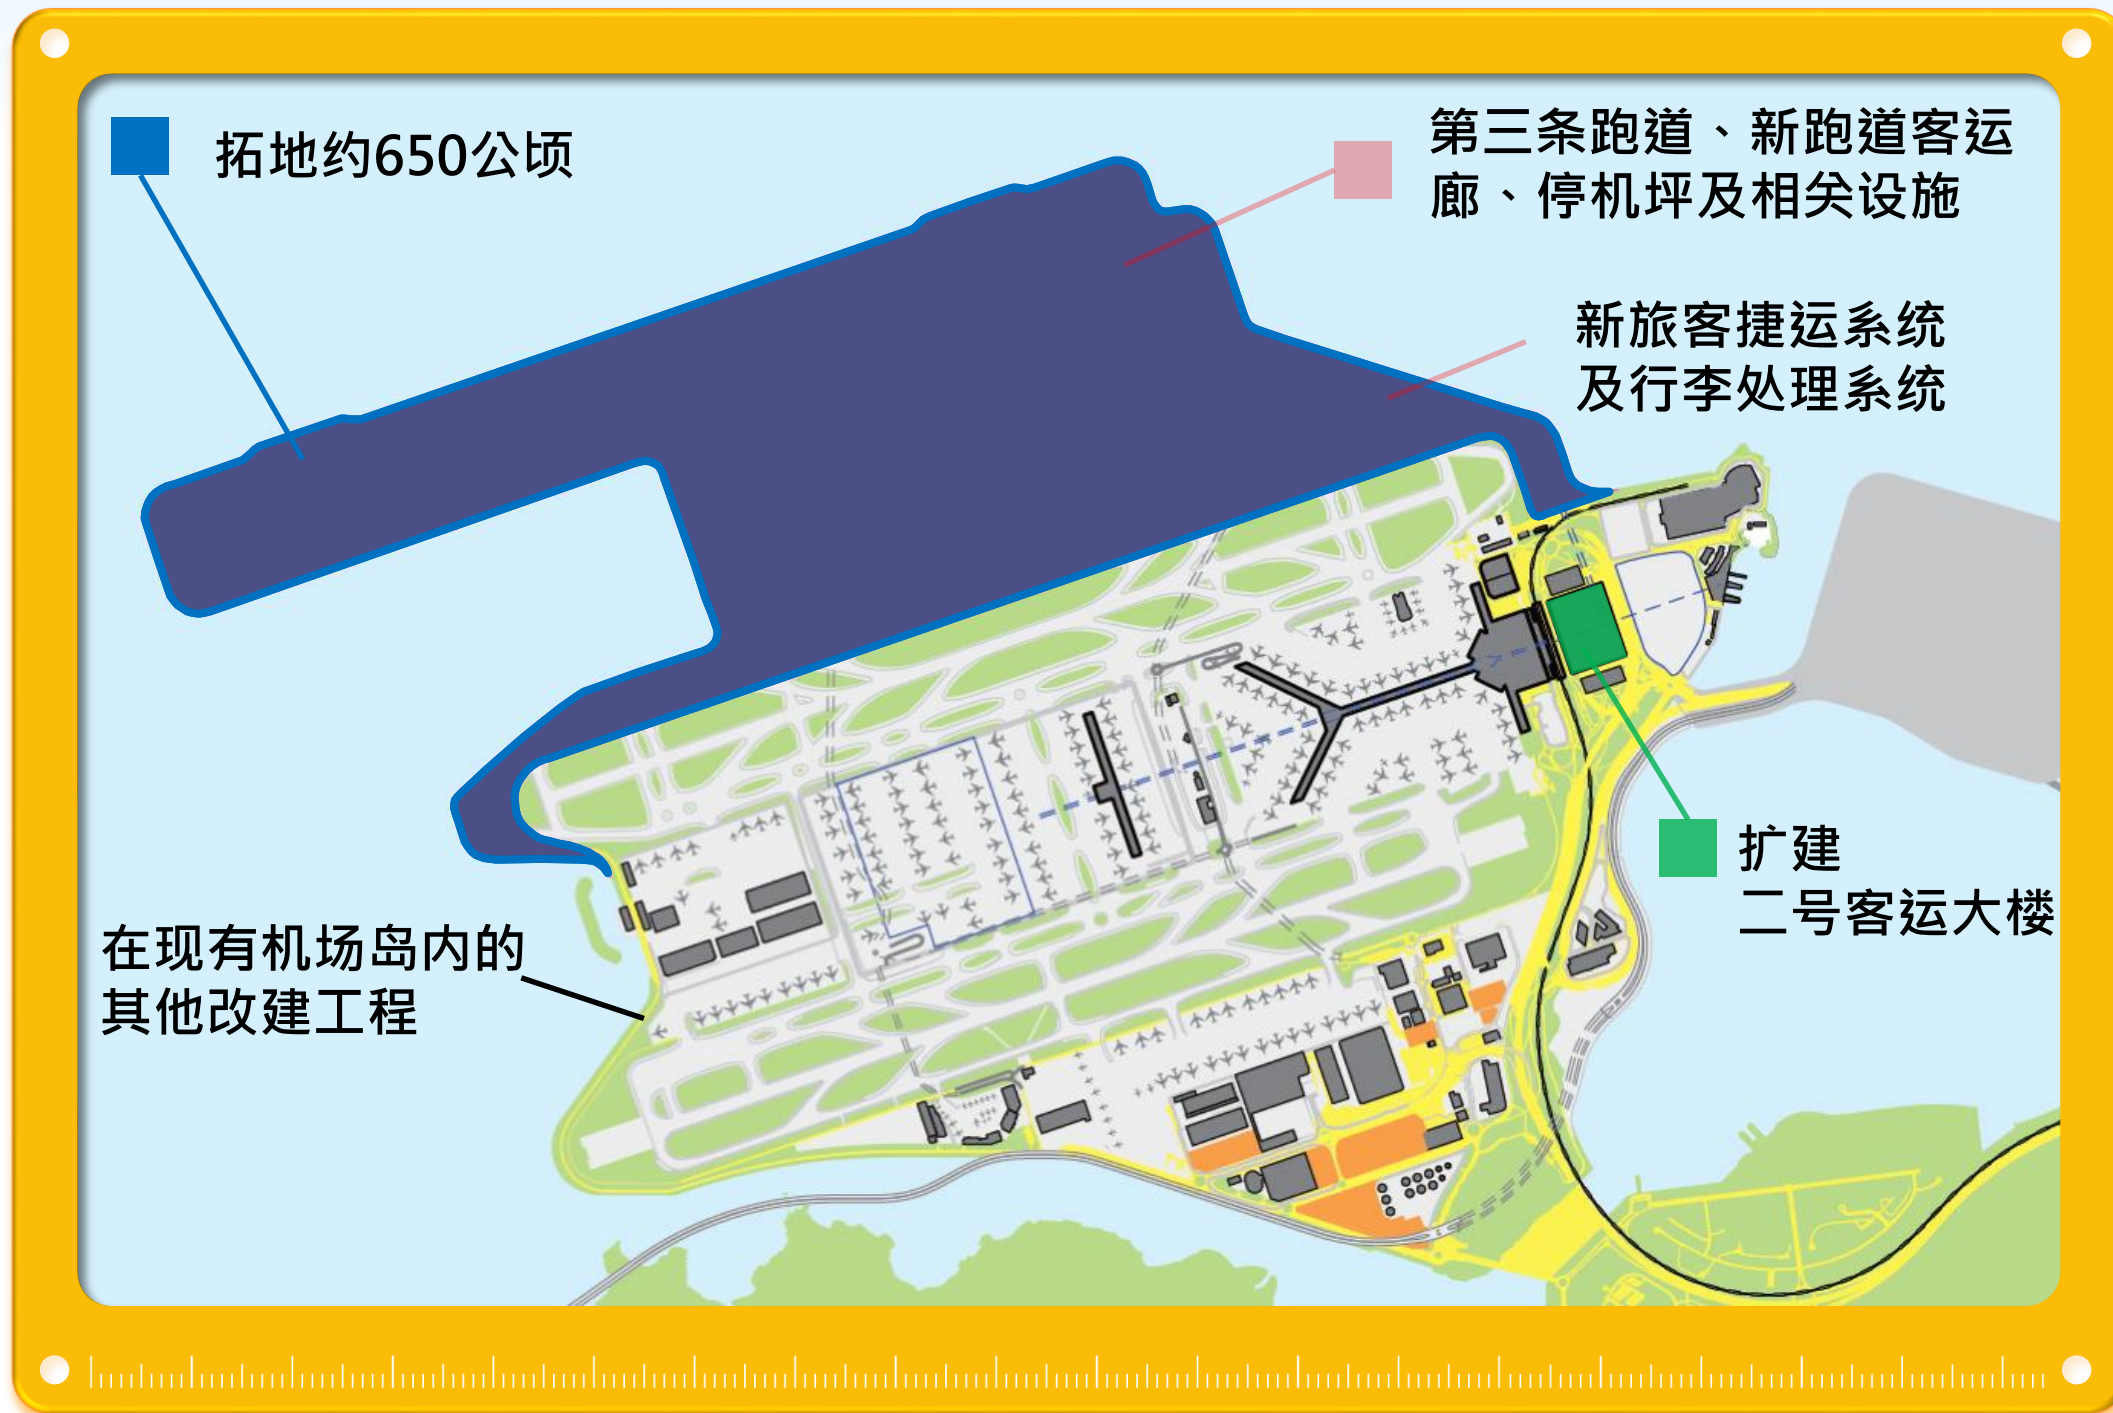 拓地约650公顷
第三条跑道、新跑道客运
廊、停机坪及相关设施
新旅客捷运系统
及行李处理系统
扩建
二号客运大楼
在现有机场岛内的
其他改建工程